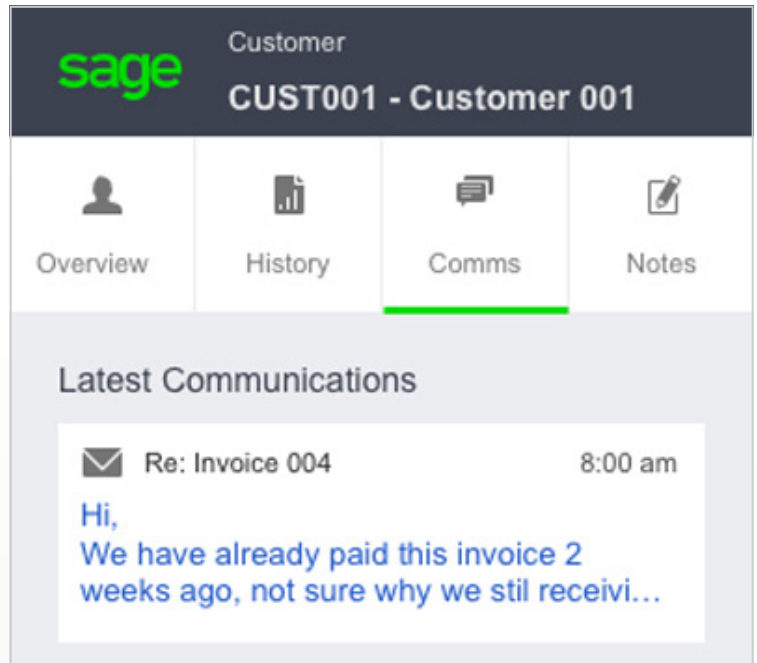 sage
Customer
CUST001 - Customer 001
Overview
History
Comms
Notes
Latest Communications
Re: Invoice 004
8:00 am
Hi,
We have already paid this invoice 2
weeks ago, not sure why we stil receivi...